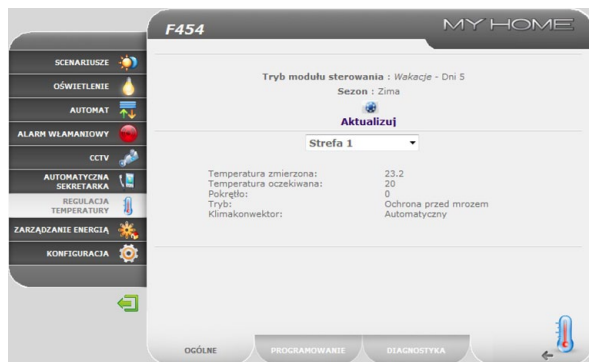 F454
MY HOME
SCENARIUSZE
OŚWIETLENIE
AUTOMAT
ALARM WŁAMANIOWY
CCTV
AUTOMATYCZNA
SEKRETARKA
REGULACJA
TEMPERATURY
ZARZĄDZANIE ENERGIĄ
KONFIGURACJA
Tryb modułu sterowania : Wakacje - Dni 5
Sezon : Zima
Aktualizuj
Strefa 1
Temperatura zmierzona: 23.2
Temperatura oczekiwana: 20
Pokrętło: 0
Tryb: Ochrona przed mrozem
Klimakonwektor: Automatyczny
OGÓLNE
PROGRAMOWANIE
DIAGNOSTYKA